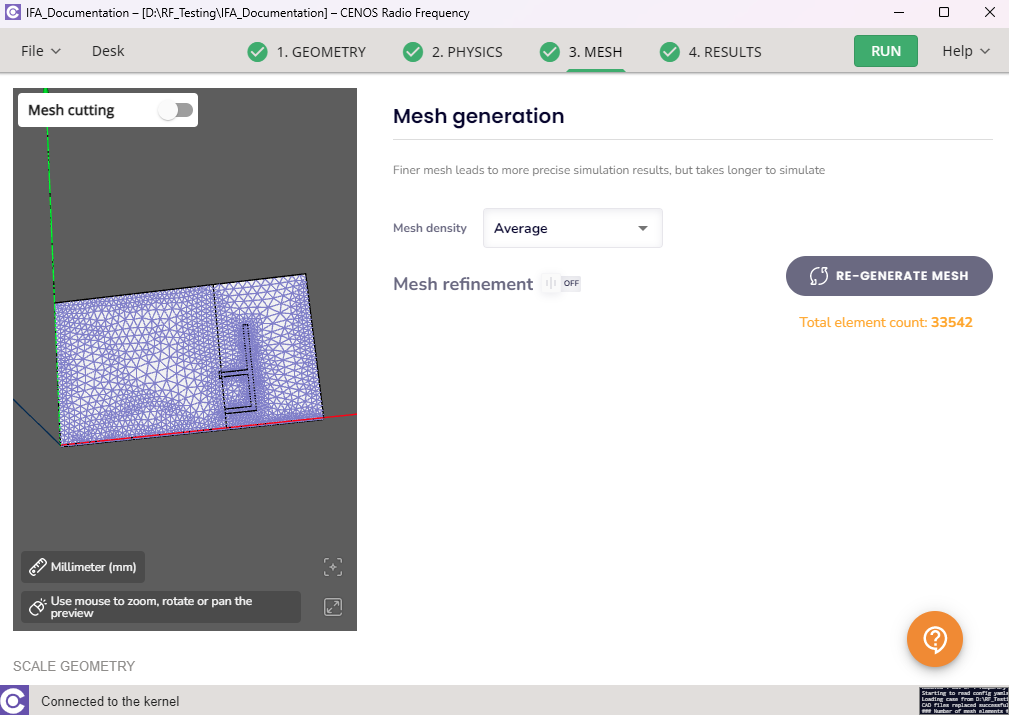 IFA_Documentation – [D:\RF_Testing\IFA_Documentation] – CENOS Radio Frequency
File Desk 1. GEOMETRY 2. PHYSICS 3. MESH 4. RESULTS RUN Help
Mesh cutting
Mesh generation
Finer mesh leads to more precise simulation results, but takes longer to simulate
Mesh density Average
Mesh refinement OFF
RE-GENERATE MESH
Total element count: 33542
Millimeter (mm)
Use mouse to zoom, rotate or pan the
preview
SCALE GEOMETRY
Connected to the kernel
Starting to read config
Loading case from D:\RF_Testi
CAD files replaced successful
### Number of mesh elements